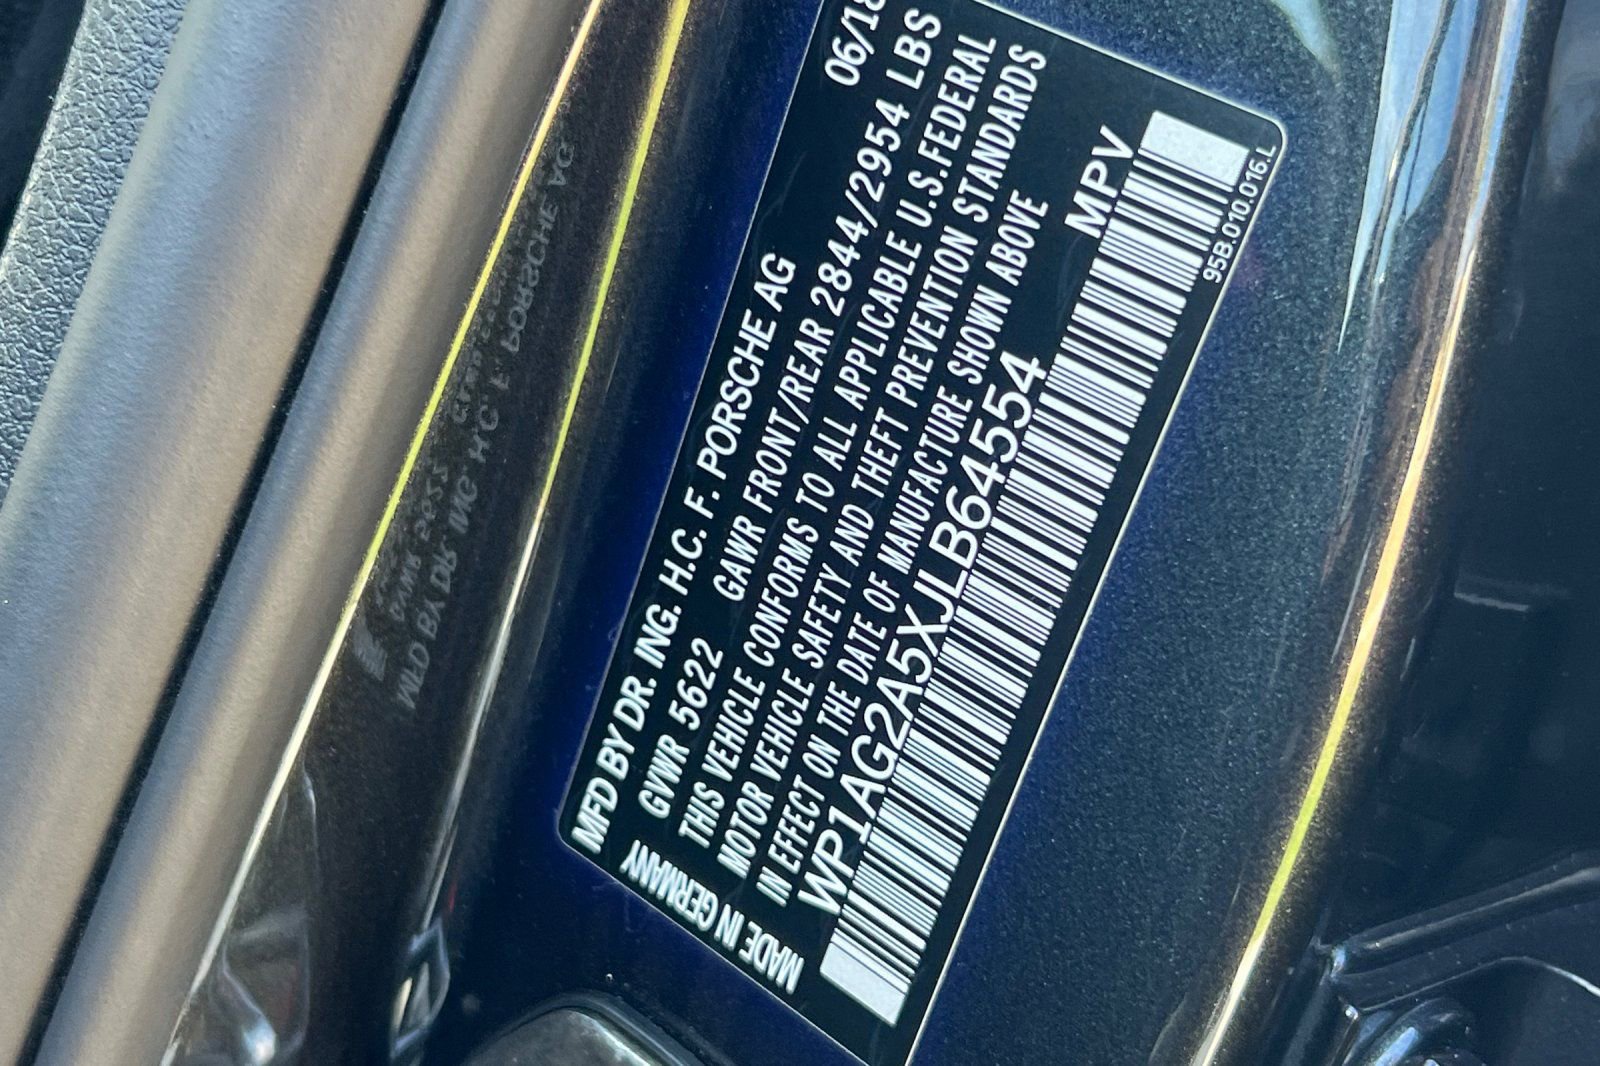 MFD BY DR. ING. H.C. F. PORSCHE AG 06/18
GVWR 5622 GAWR FRONT/REAR 2844/2954 LBS
THIS VEHICLE CONFORMS TO ALL APPLICABLE U.S.FEDERAL
MOTOR VEHICLE SAFETY AND THEFT PREVENTION STANDARDS
IN EFFECT ON THE DATE OF MANUFACTURE SHOWN ABOVE
WP1AG2A5XJLB64554 MPV
MADE IN GERMANY
95B.010.016.L